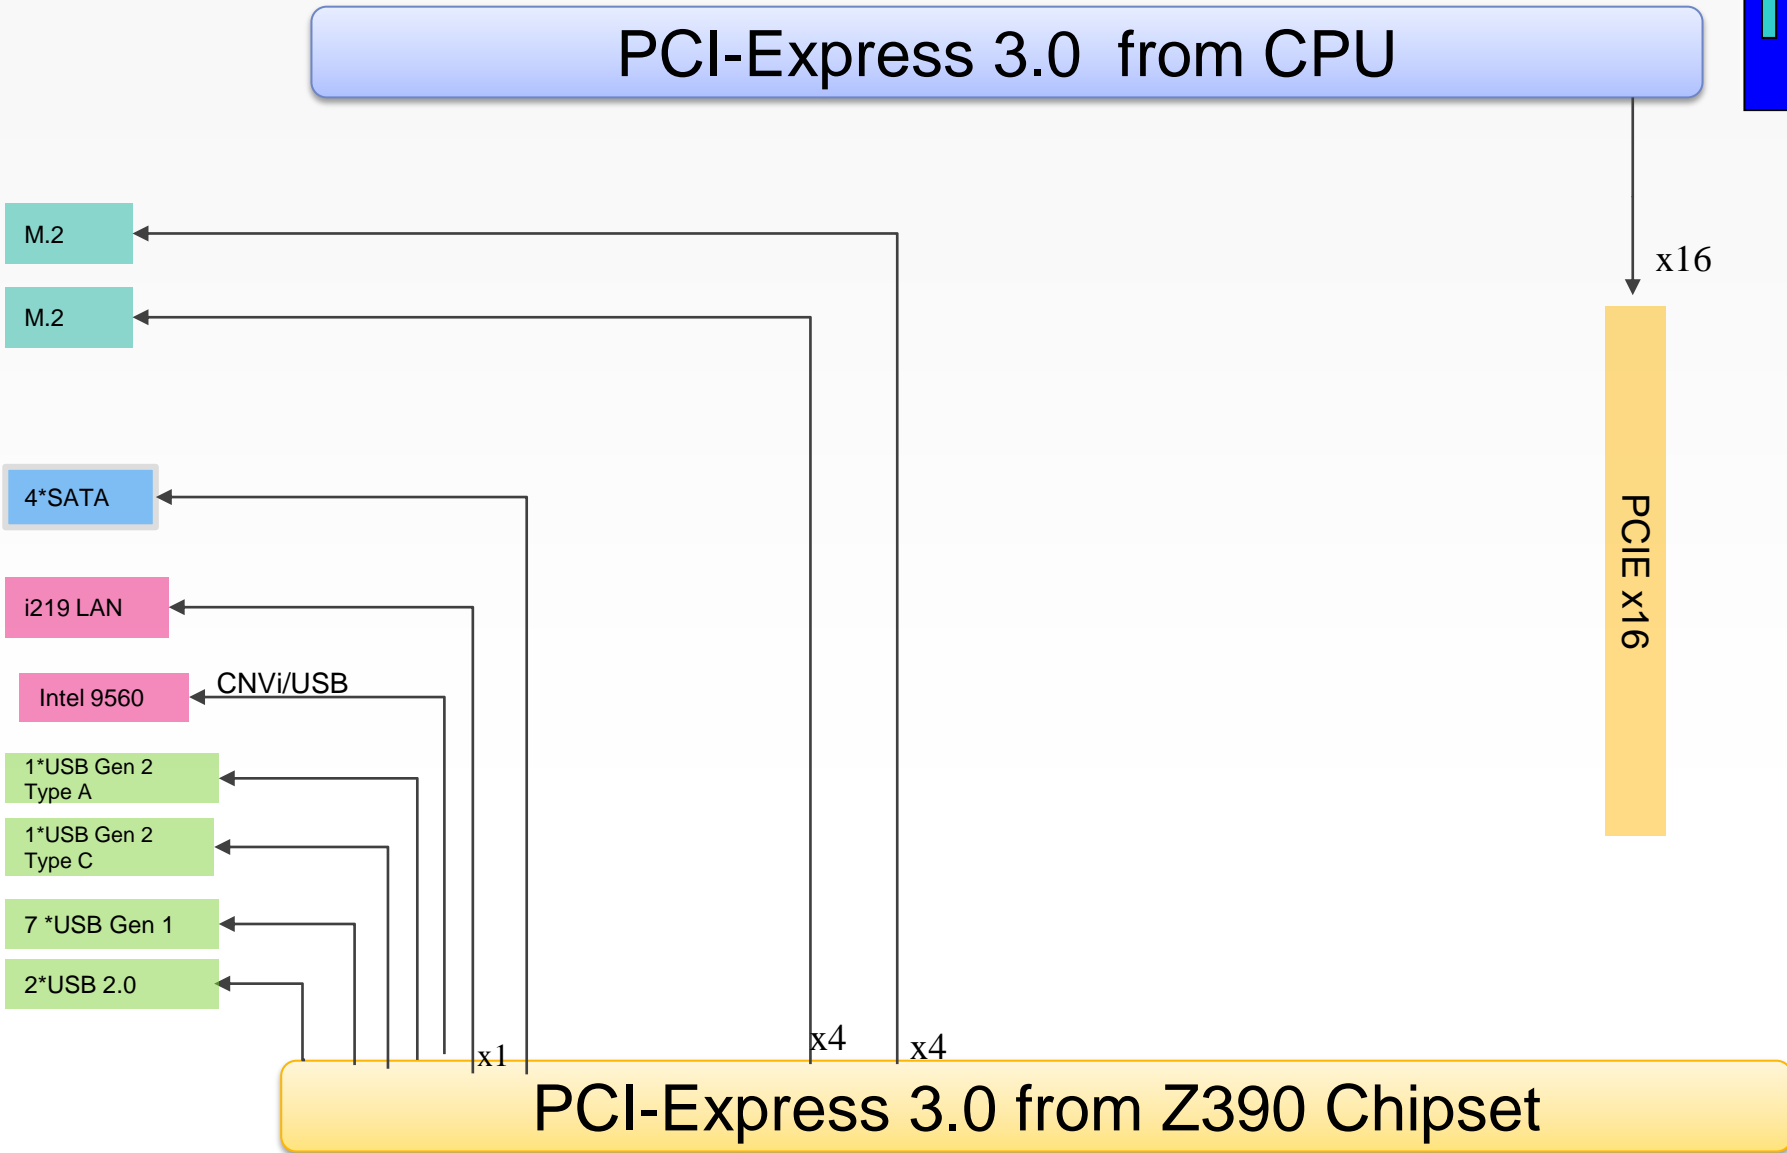 PCI-Express 3.0  from CPU
x16
M.2
M.2
4*SATA
PCIE x16
i219 LAN
CNVi/USB
Intel 9560
1*USB Gen 2
Type A
1*USB Gen 2
Type C
7 *USB Gen 1
2*USB 2.0
x1
x4
x4
PCI-Express 3.0 from Z390 Chipset